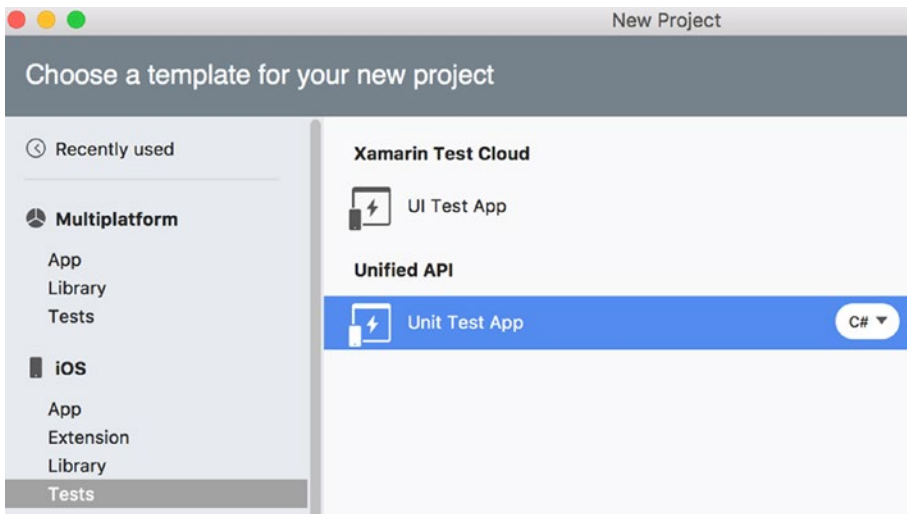 New Project
Choose a template for your new project
Recently used
Multiplatform
App
Library
Tests
iOS
App
Extension
Library
Tests
Xamarin Test Cloud
UI Test App
Unified API
Unit Test App
C#